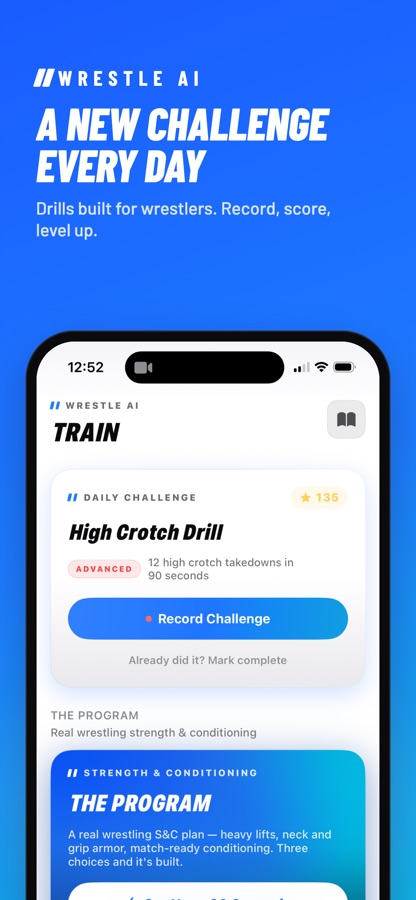 WRESTLE AI
A NEW CHALLENGE
EVERY DAY
Drills built for wrestlers. Record, score,
level up.
12:52
WRESTLE AI
TRAIN
DAILY CHALLENGE
135
High Crotch Drill
ADVANCED
12 high crotch takedowns in
90 seconds
Record Challenge
Already did it? Mark complete
THE PROGRAM
Real wrestling strength & conditioning
STRENGTH & CONDITIONING
THE PROGRAM
A real wrestling S&C plan — heavy lifts, neck and
grip armor, match-ready conditioning. Three
choices and it's built.